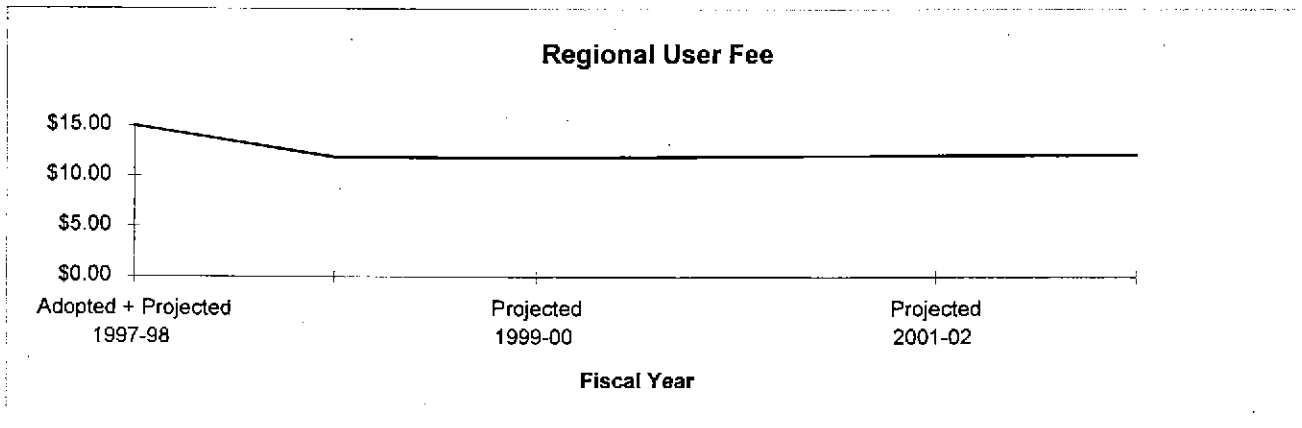 Regional User Fee
$15.00
$10.00
$5.00
$0.00
Adopted + Projected
1997-98
Projected
1999-00
Projected
2001-02
Fiscal Year